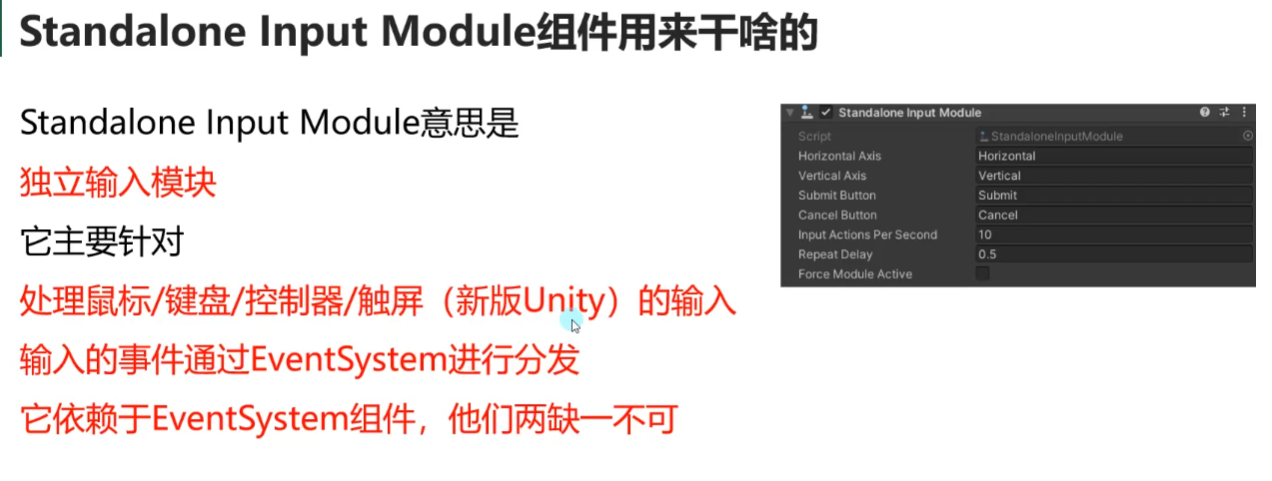 Standalone Input Module组件用来干啥的
Standalone Input Module意思是
独立输入模块
它主要针对
处理鼠标/键盘/控制器/触屏（新版Unity）的输入
输入的事件通过EventSystem进行分发
它依赖于EventSystem组件，他们两缺一不可
Standalone Input Module
Script StandaloneInputModule
Horizontal Axis Horizontal
Vertical Axis Vertical
Submit Button Submit
Cancel Button Cancel
Input Actions Per Second 10
Repeat Delay 0.5
Force Module Active